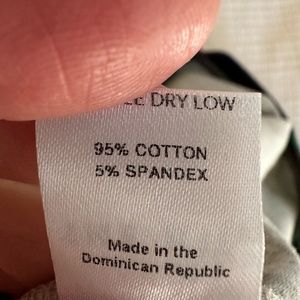 DRY LOW
95% COTTON
5% SPANDEX
Made in the
Dominican Republic